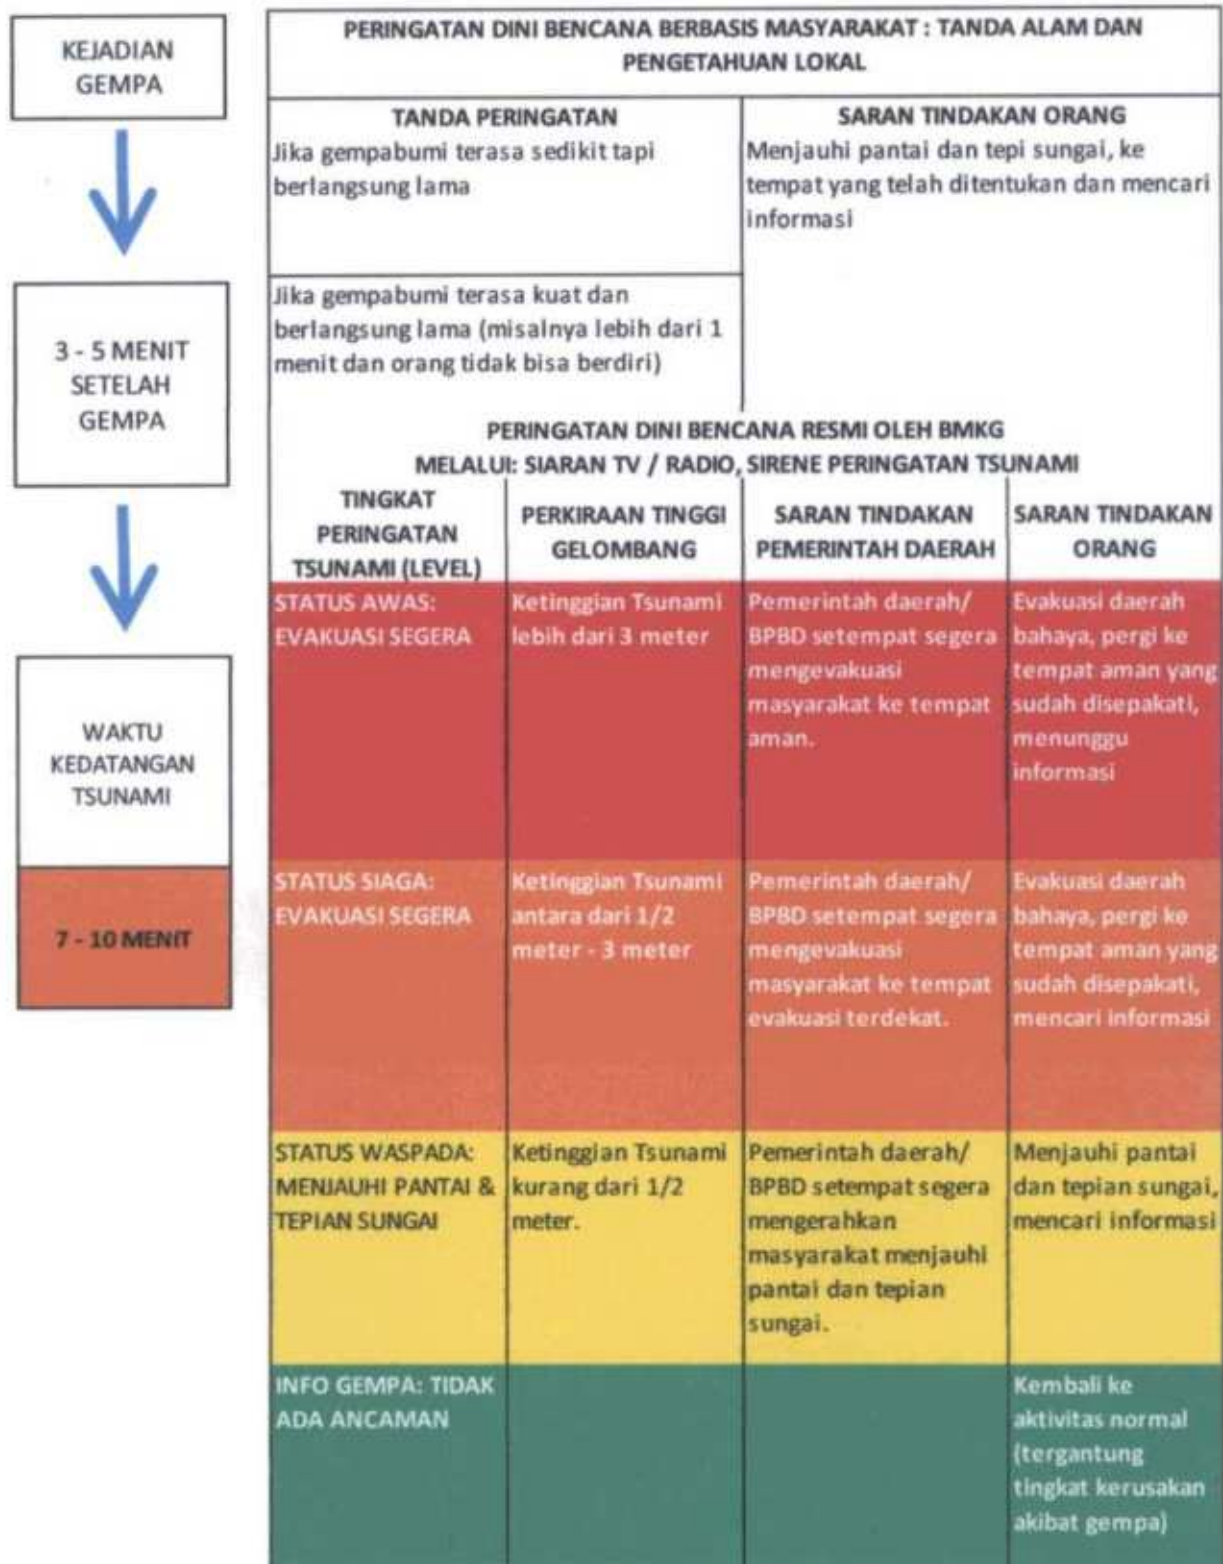 KEJADIAN
GEMPA
3 - 5 MENIT
SETELAH
GEMPA
WAKTU
KEDATANGAN
TSUNAMI
7 - 10 MENIT
PERINGATAN DINI BENCANA BERBASIS MASYARAKAT : TANDA ALAM DAN
PENGETAHUAN LOKAL
TANDA PERINGATAN
Jika gempabumi terasa sedikit tapi
berlangsung lama
SARAN TINDAKAN ORANG
Menjauhi pantai dan tepi sungai, ke
tempat yang telah ditentukan dan mencari
informasi
Jika gempabumi terasa kuat dan
berlangsung lama (misalnya lebih dari 1
menit dan orang tidak bisa berdiri)
PERINGATAN DINI BENCANA RESMI OLEH BMKG
MELALUI: SIARAN TV / RADIO, SIRENE PERINGATAN TSUNAMI
TINGKAT
PERINGATAN
TSUNAMI (LEVEL)
PERKIRAAN TINGGI
GELOMBANG
SARAN TINDAKAN
PEMERINTAH DAERAH
SARAN TINDAKAN
ORANG
STATUS AWAS:
EVAKUASI SEGERA
Ketinggian Tsunami
lebih dari 3 meter
Pemerintah daerah/
BPBD setempat segera
mengevakuasi
masyarakat ke tempat
aman.
Evakuasi daerah
bahaya, pergi ke
tempat aman yang
sudah disepakati,
menunggu
informasi
STATUS SIAGA:
EVAKUASI SEGERA
Ketinggian Tsunami
antara dari 1/2
meter - 3 meter
Pemerintah daerah/
BPBD setempat segera
mengevakuasi
masyarakat ke tempat
evakuasi terdekat.
Evakuasi daerah
bahaya, pergi ke
tempat aman yang
sudah disepakati,
mencari informasi
STATUS WASPADA:
MENJAUHI PANTAI &
TEPIAN SUNGAI
Ketinggian Tsunami
kurang dari 1/2
meter.
Pemerintah daerah/
BPBD setempat segera
mengerahkan
masyarakat menjauhi
pantai dan tepian
sungai.
Menjauhi pantai
dan tepian sungai,
mencari informasi
INFO GEMPA: TIDAK
ADA ANCAMAN
Kembali ke
aktivitas normal
(tergantung
tingkat kerusakan
akibat gempa)